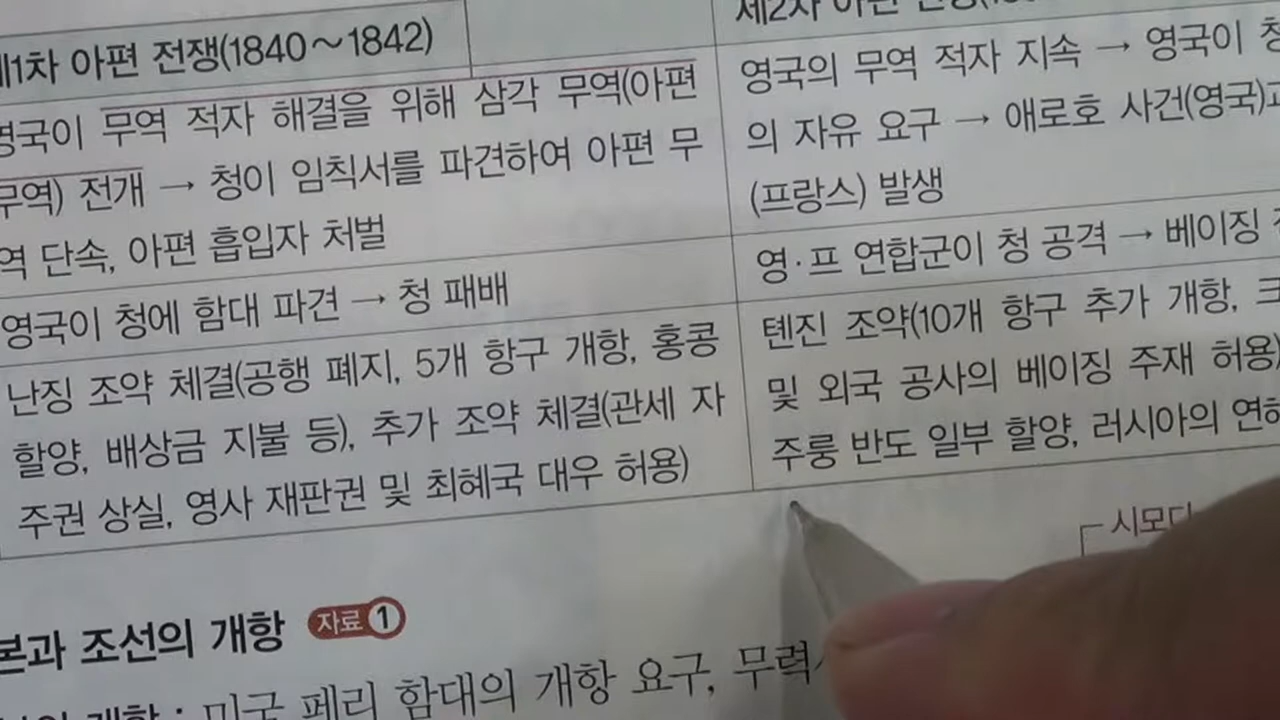 제1차 아편 전쟁(1840~1842)
영국이 무역 적자 해결을 위해 삼각 무역(아편
무역) 전개 → 청이 임칙서를 파견하여 아편 무
역 단속, 아편 흡입자 처벌
영국이 청에 함대 파견 → 청 패배
난징 조약 체결(공행 폐지, 5개 항구 개항, 홍콩
할양, 배상금 지불 등), 추가 조약 체결(관세 자
주권 상실, 영사 재판권 및 최혜국 대우 허용)
제2차 아편
영국의 무역 적자 지속 → 영국이
의 자유 요구 → 애로호 사건(영국)과
(프랑스) 발생
영·프 연합군이 청 공격 → 베이징
톈진 조약(10개 항구 추가 개항,
및 외국 공사의 베이징 주재 허용)
주룽 반도 일부 할양, 러시아의
시모다
조선의 개항 자료 1
개항 : 미국 페리 함대의 개항 요구, 무력